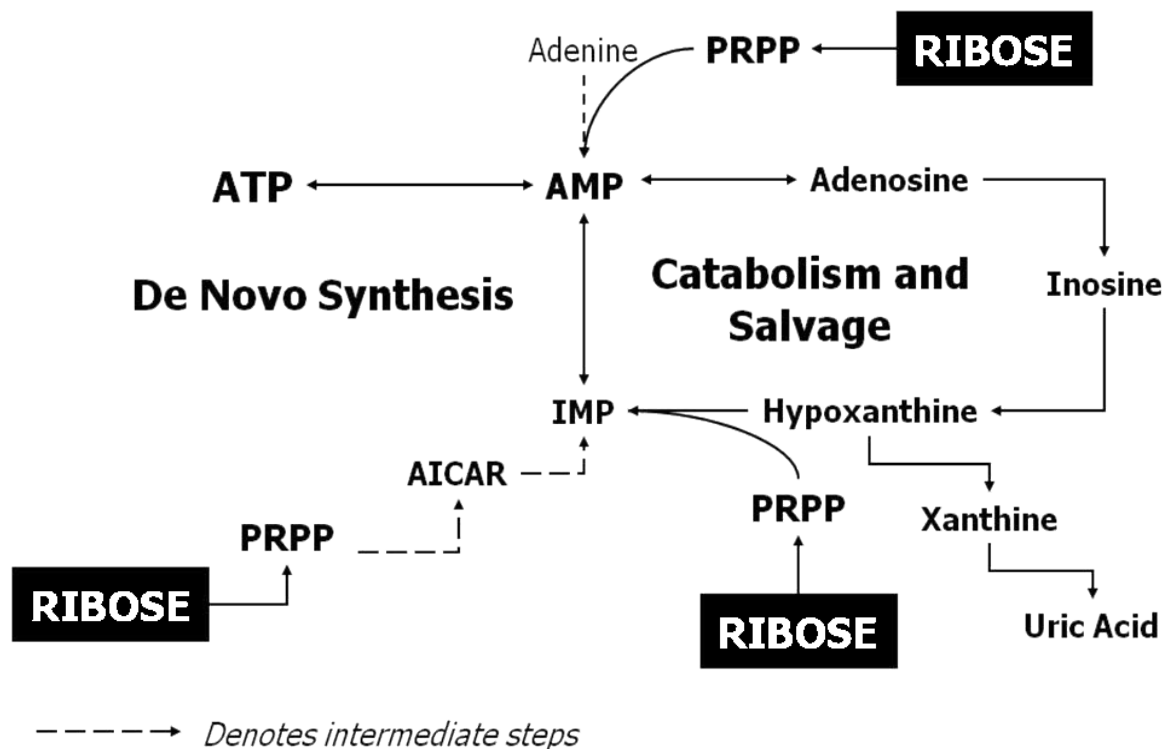 Adenine
PRPP
RIBOSE
ATP
AMP
Adenosine
De Novo Synthesis
Catabolism and
Salvage
Inosine
IMP
Hypoxanthine
AICAR
PRPP
PRPP
Xanthine
RIBOSE
RIBOSE
Uric Acid
Denotes intermediate steps